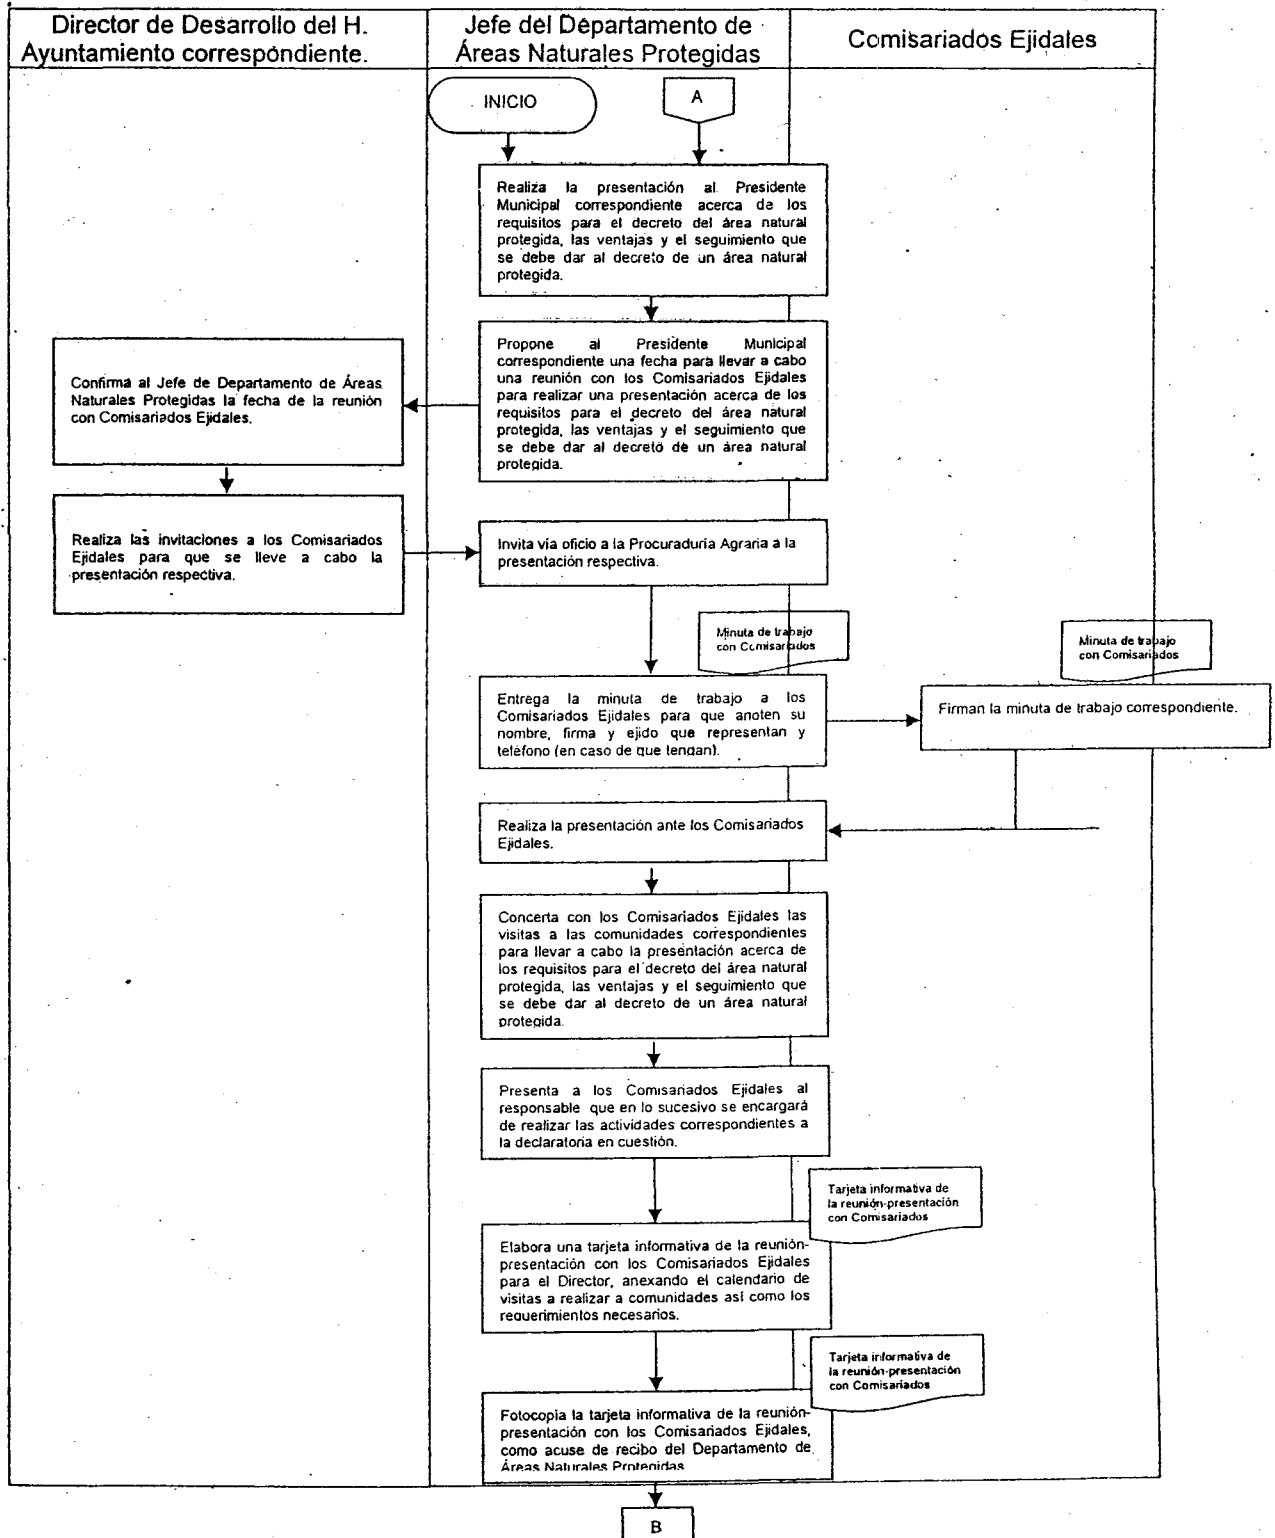 Director de Desarrollo del H.
Ayuntamiento correspondiente.
Jefe del Departamento de
Áreas Naturales Protegidas
Comisariados Ejidales
INICIO
A
Realiza la presentación al Presidente
Municipal correspondiente acerca de los
requisitos para el decreto del área natural
protegida, las ventajas y el seguimiento que
se debe dar al decreto de un área natural
protegida.
Propone al Presidente Municipal
correspondiente una fecha para llevar a cabo
una reunión con los Comisariados Ejidales
para realizar una presentación acerca de los
requisitos para el decreto del área natural
protegida, las ventajas y el seguimiento que
se debe dar al decreto de un área natural
protegida.
Confirma al Jefe de Departamento de Áreas
Naturales Protegidas la fecha de la reunión
con Comisariados Ejidales.
Realiza las invitaciones a los Comisariados
Ejidales para que se lleve a cabo la
presentación respectiva.
Invita vía oficio a la Procuraduría Agraria a la
presentación respectiva.
Minuta de trabajo
con Comisariados
Entrega la minuta de trabajo a los
Comisariados Ejidales para que anoten su
nombre, firma y ejido que representan y
teléfono (en caso de que tengan).
Minuta de trabajo
con Comisariados
Firman la minuta de trabajo correspondiente.
Realiza la presentación ante los Comisariados
Ejidales.
Concerta con los Comisariados Ejidales las
visitas a las comunidades correspondientes
para llevar a cabo la presentación acerca de
los requisitos para el decreto del área natural
protegida, las ventajas y el seguimiento que
se debe dar al decreto de un área natural
protegida.
Presenta a los Comisariados Ejidales al
responsable que en lo sucesivo se encargará
de realizar las actividades correspondientes a
la declaratoria en cuestión.
Tarjeta informativa de
la reunión-presentación
con Comisariados
Elabora una tarjeta informativa de la reunión-
presentación con los Comisariados Ejidales
para el Director, anexando el calendario de
visitas a realizar a comunidades así como los
requerimientos necesarios.
Tarjeta informativa de
la reunión-presentación
con Comisariados
Fotocopia la tarjeta informativa de la reunión-
presentación con los Comisariados Ejidales,
como acuse de recibo del Departamento de
Áreas Naturales Protegidas
B